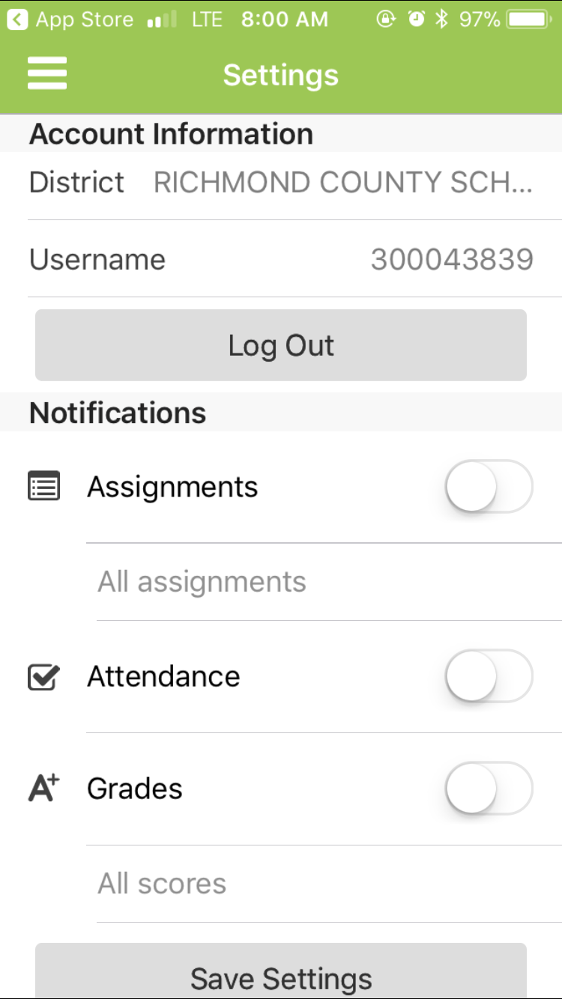 App Store LTE 8:00 AM 97%
Settings
Account Information
District RICHMOND COUNTY SCH...
Username 300043839
Log Out
Notifications
Assignments
All assignments
Attendance
A+ Grades
All scores
Save Settings